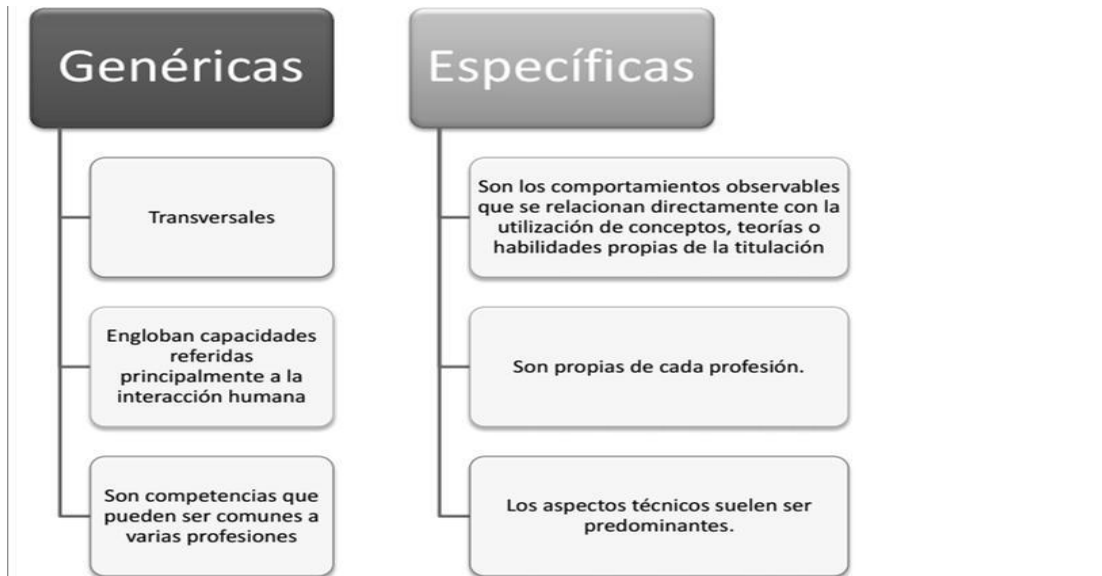 Genéricas
Transversales
Engloban capacidades
referidas
principalmente a la
interacción humana
Son competencias que
pueden ser comunes a
varias profesiones
Específicas
Son los comportamientos observables
que se relacionan directamente con la
utilización de conceptos, teorías o
habilidades propias de la titulación
Son propias de cada profesión.
Los aspectos técnicos suelen ser
predominantes.